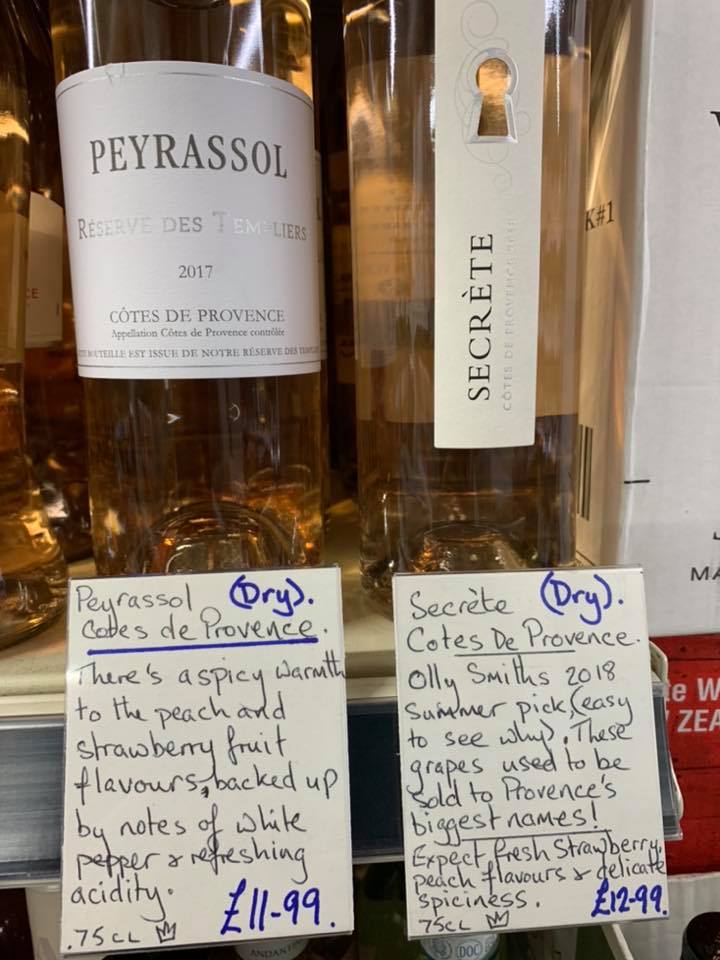 PEYRASSOL
RÉSERVE DES TEMPLIERS
2017
CÔTES DE PROVENCE
Appellation Côtes de Provence contrôlée
BOUTEILLE EST ISSUE DE NOTRE RÉSERVE DES
SECRÈTE
CÔTES DE PROVENCE
K#1
Peyrassol (Dry).
Cotes de Provence.
There's a spicy warmth
to the peach and
strawberry fruit
flavours, backed up
by notes of white
pepper & refreshing
acidity.
.75CL £11-99.
Secrète (Dry).
Cotes De Provence.
Olly Smiths 2018
summer pick, (easy
to see why). These
grapes used to be
sold to Provence's
biggest names!
Expect fresh Strawberry,
peach flavours & delicate
spiciness.
75CL £12-99.
MA
te W
ZEA
ANDANT
DOC